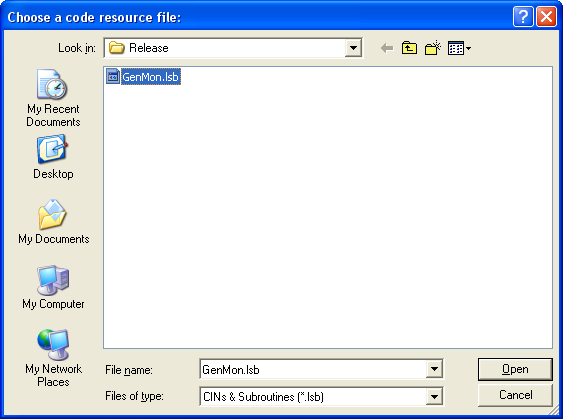 Choose a code resource file:
Look in: Release
GenMon.lsb
My Recent
Documents
Desktop
My Documents
My Computer
My Network
Places
File name: GenMon.lsb Open
Files of type: CINs & Subroutines (*.lsb) Cancel